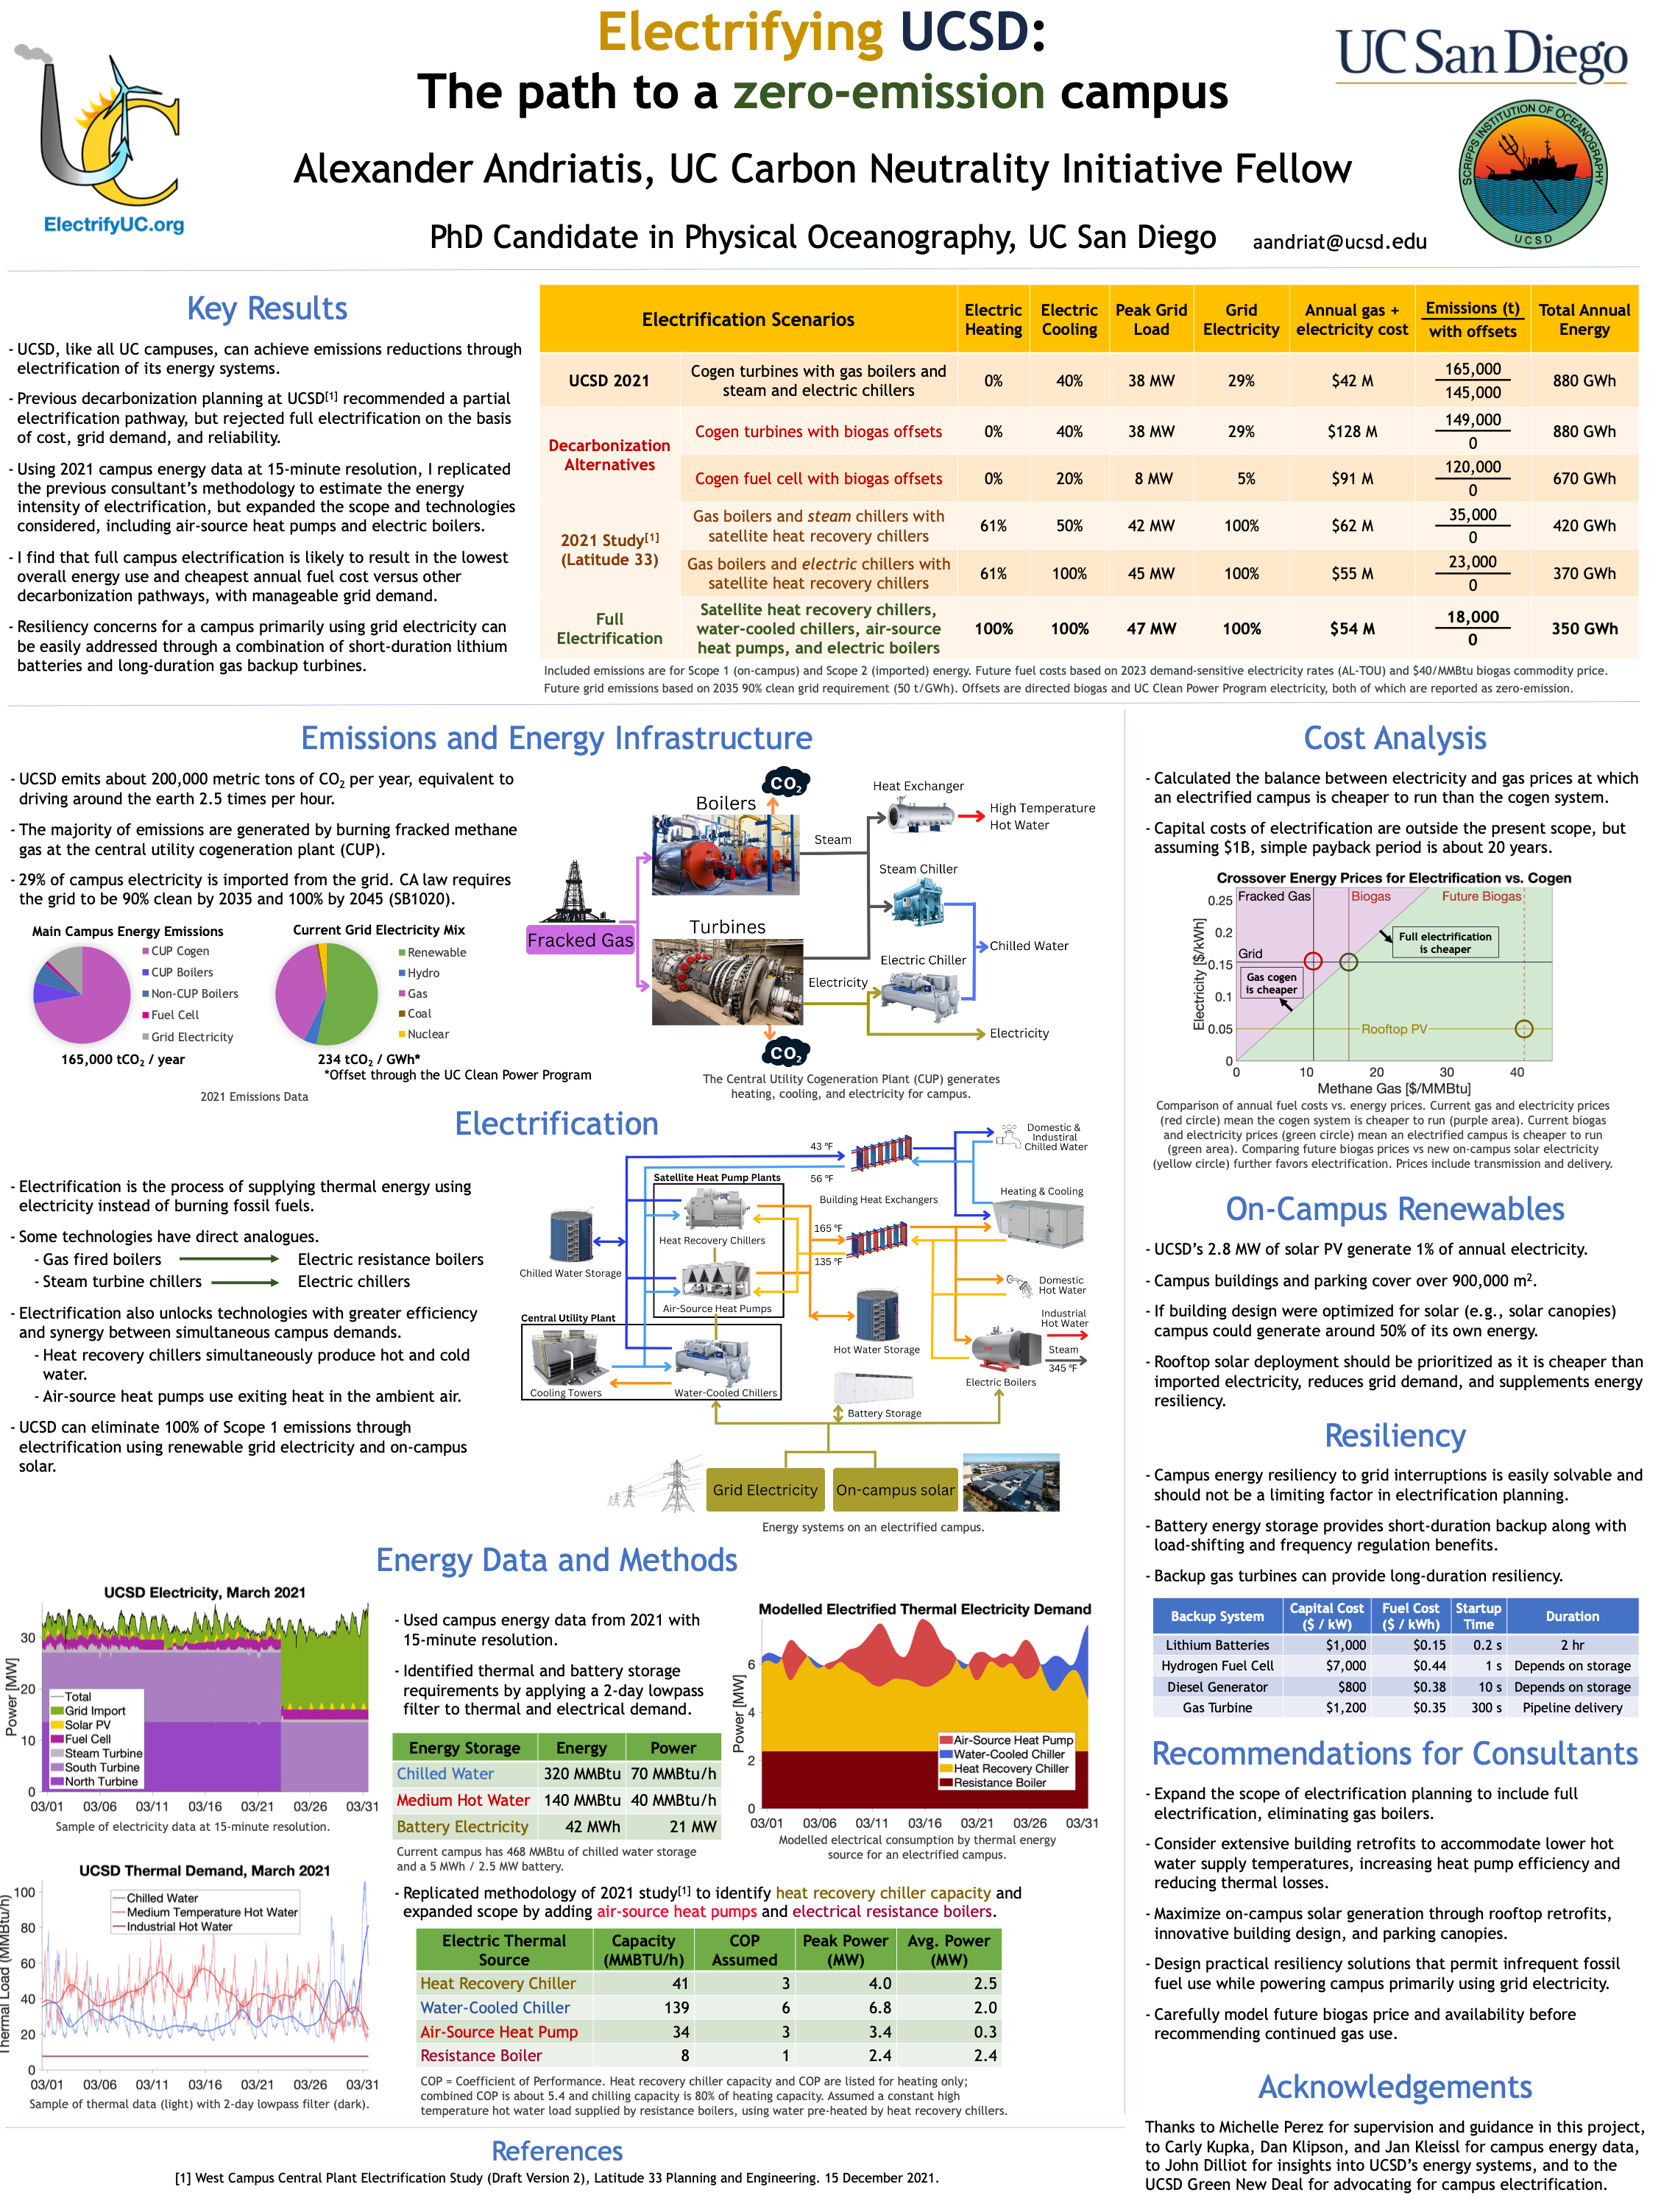 Electrifying UCSD:
The path to a zero-emission campus
Alexander Andriatis, UC Carbon Neutrality Initiative Fellow
PhD Candidate in Physical Oceanography, UC San Diego aandriat@ucsd.edu
UC
ElectrifyUC.org
UC San Diego
SCRIPPS INSTITUTION OF OCEANOGRAPHY
UCSD
Key Results
- UCSD, like all UC campuses, can achieve emissions reductions through
electrification of its energy systems.
- Previous decarbonization planning at UCSD[1] recommended a partial
electrification pathway, but rejected full electrification on the basis
of cost, grid demand, and reliability.
- Using 2021 campus energy data at 15-minute resolution, I replicated
the previous consultant's methodology to estimate the energy
intensity of electrification, but expanded the scope and technologies
considered, including air-source heat pumps and electric boilers.
- I find that full campus electrification is likely to result in the lowest
overall energy use and cheapest annual fuel cost versus other
decarbonization pathways, with manageable grid demand.
- Resiliency concerns for a campus primarily using grid electricity can
be easily addressed through a combination of short-duration lithium
batteries and long-duration gas backup turbines.
Electrification Scenarios
Electric Heating
Electric Cooling
Peak Grid Load
Grid Electricity
Annual gas + electricity cost
Emissions (t) with offsets
Total Annual Energy
UCSD 2021
Cogen turbines with gas boilers and
steam and electric chillers
0% 40% 38 MW 29% $42 M 165,000 145,000 880 GWh
Decarbonization
Alternatives
Cogen turbines with biogas offsets
0% 40% 38 MW 29% $128 M 149,000 0 880 GWh
Cogen fuel cell with biogas offsets
0% 20% 8 MW 5% $91 M 120,000 0 670 GWh
2021 Study[1]
(Latitude 33)
Gas boilers and steam chillers with
satellite heat recovery chillers
61% 50% 42 MW 100% $62 M 35,000 0 420 GWh
Gas boilers and electric chillers with
satellite heat recovery chillers
61% 100% 45 MW 100% $55 M 23,000 0 370 GWh
Full
Electrification
Satellite heat recovery chillers,
water-cooled chillers, air-source
heat pumps, and electric boilers
100% 100% 47 MW 100% $54 M 18,000 0 350 GWh
Included emissions are for Scope 1 (on-campus) and Scope 2 (imported) energy. Future fuel costs based on 2023 demand-sensitive electricity rates (AL-TOU) and $40/MMBtu biogas commodity price.
Future grid emissions based on 2035 90% clean grid requirement (50 t/GWh). Offsets are directed biogas and UC Clean Power Program electricity, both of which are reported as zero-emission.
Emissions and Energy Infrastructure
- UCSD emits about 200,000 metric tons of CO2 per year, equivalent to
driving around the earth 2.5 times per hour.
- The majority of emissions are generated by burning fracked methane
gas at the central utility cogeneration plant (CUP).
- 29% of campus electricity is imported from the grid. CA law requires
the grid to be 90% clean by 2035 and 100% by 2045 (SB1020).
Main Campus Energy Emissions
CUP Cogen
CUP Boilers
Non-CUP Boilers
Fuel Cell
Grid Electricity
165,000 tCO2 / year
Current Grid Electricity Mix
Renewable
Hydro
Gas
Coal
Nuclear
234 tCO2 / GWh*
*Offset through the UC Clean Power Program
2021 Emissions Data
CO2
Boilers
Fracked Gas
Turbines
CO2
Steam
Electricity
Heat Exchanger
High Temperature
Hot Water
Steam Chiller
Chilled Water
Electric Chiller
Electricity
The Central Utility Cogeneration Plant (CUP) generates
heating, cooling, and electricity for campus.
Electrification
- Electrification is the process of supplying thermal energy using
electricity instead of burning fossil fuels.
- Some technologies have direct analogues.
- Gas fired boilers Electric resistance boilers
- Steam turbine chillers Electric chillers
- Electrification also unlocks technologies with greater efficiency
and synergy between simultaneous campus demands.
- Heat recovery chillers simultaneously produce hot and cold
water.
- Air-source heat pumps use exiting heat in the ambient air.
- UCSD can eliminate 100% of Scope 1 emissions through
electrification using renewable grid electricity and on-campus
solar.
43 ºF
56 ºF
Domestic &
Industiral
Chilled Water
Satellite Heat Pump Plants
Building Heat Exchangers
Heating & Cooling
165 ºF
135 ºF
Heat Recovery Chillers
Chilled Water Storage
Air-Source Heat Pumps
Domestic
Hot Water
Central Utility Plant
Industrial
Hot Water
Hot Water Storage
Steam
345 ºF
Electric Boilers
Cooling Towers
Water-Cooled Chillers
Battery Storage
Grid Electricity
On-campus solar
Energy systems on an electrified campus.
Energy Data and Methods
UCSD Electricity, March 2021
Power [MW]
30
20
10
0
Total
Grid Import
Solar PV
Fuel Cell
Steam Turbine
South Turbine
North Turbine
03/01 03/06 03/11 03/16 03/21 03/26 03/31
Sample of electricity data at 15-minute resolution.
UCSD Thermal Demand, March 2021
Thermal Load (MMBtu/h)
100
80
60
40
20
0
Chilled Water
Medium Temperature Hot Water
Industrial Hot Water
03/01 03/06 03/11 03/16 03/21 03/26 03/31
Sample of thermal data (light) with 2-day lowpass filter (dark).
- Used campus energy data from 2021 with
15-minute resolution.
- Identified thermal and battery storage
requirements by applying a 2-day lowpass
filter to thermal and electrical demand.
Energy Storage Energy Power
Chilled Water 320 MMBtu 70 MMBtu/h
Medium Hot Water 140 MMBtu 40 MMBtu/h
Battery Electricity 42 MWh 21 MW
Current campus has 468 MMBtu of chilled water storage
and a 5 MWh / 2.5 MW battery.
Modelled Electrified Thermal Electricity Demand
Power [MW]
6
4
2
0
Air-Source Heat Pump
Water-Cooled Chiller
Heat Recovery Chiller
Resistance Boiler
03/01 03/06 03/11 03/16 03/21 03/26 03/31
Modelled electrical consumption by thermal energy
source for an electrified campus.
- Replicated methodology of 2021 study[1] to identify heat recovery chiller capacity and
expanded scope by adding air-source heat pumps and electrical resistance boilers.
Electric Thermal Source
Capacity (MMBTU/h)
COP Assumed
Peak Power (MW)
Avg. Power (MW)
Heat Recovery Chiller 41 3 4.0 2.5
Water-Cooled Chiller 139 6 6.8 2.0
Air-Source Heat Pump 34 3 3.4 0.3
Resistance Boiler 8 1 2.4 2.4
COP = Coefficient of Performance. Heat recovery chiller capacity and COP are listed for heating only;
combined COP is about 5.4 and chilling capacity is 80% of heating capacity. Assumed a constant high
temperature hot water load supplied by resistance boilers, using water pre-heated by heat recovery chillers.
References
[1] West Campus Central Plant Electrification Study (Draft Version 2), Latitude 33 Planning and Engineering. 15 December 2021.
Cost Analysis
- Calculated the balance between electricity and gas prices at which
an electrified campus is cheaper to run than the cogen system.
- Capital costs of electrification are outside the present scope, but
assuming $1B, simple payback period is about 20 years.
Crossover Energy Prices for Electrification vs. Cogen
Electricity [$/kWh]
0.25
0.2
0.15
0.1
0.05
0
Fracked Gas
Biogas
Future Biogas
Full electrification
is cheaper
Grid
Gas cogen
is cheaper
Rooftop PV
0 10 20 30 40
Methane Gas [$/MMBtu]
Comparison of annual fuel costs vs. energy prices. Current gas and electricity prices
(red circle) mean the cogen system is cheaper to run (purple area). Current biogas
and electricity prices (green circle) mean an electrified campus is cheaper to run
(green area). Comparing future biogas prices vs new on-campus solar electricity
(yellow circle) further favors electrification. Prices include transmission and delivery.
On-Campus Renewables
- UCSD's 2.8 MW of solar PV generate 1% of annual electricity.
- Campus buildings and parking cover over 900,000 m2.
- If building design were optimized for solar (e.g., solar canopies)
campus could generate around 50% of its own energy.
- Rooftop solar deployment should be prioritized as it is cheaper than
imported electricity, reduces grid demand, and supplements energy
resiliency.
Resiliency
- Campus energy resiliency to grid interruptions is easily solvable and
should not be a limiting factor in electrification planning.
- Battery energy storage provides short-duration backup along with
load-shifting and frequency regulation benefits.
- Backup gas turbines can provide long-duration resiliency.
Backup System
Capital Cost ($ / kW)
Fuel Cost ($ / kWh)
Startup Time
Duration
Lithium Batteries $1,000 $0.15 0.2 s 2 hr
Hydrogen Fuel Cell $7,000 $0.44 1 s Depends on storage
Diesel Generator $800 $0.38 10 s Depends on storage
Gas Turbine $1,200 $0.35 300 s Pipeline delivery
Recommendations for Consultants
- Expand the scope of electrification planning to include full
electrification, eliminating gas boilers.
- Consider extensive building retrofits to accommodate lower hot
water supply temperatures, increasing heat pump efficiency and
reducing thermal losses.
- Maximize on-campus solar generation through rooftop retrofits,
innovative building design, and parking canopies.
- Design practical resiliency solutions that permit infrequent fossil
fuel use while powering campus primarily using grid electricity.
- Carefully model future biogas price and availability before
recommending continued gas use.
Acknowledgements
Thanks to Michelle Perez for supervision and guidance in this project,
to Carly Kupka, Dan Klipson, and Jan Kleissl for campus energy data,
to John Dilliot for insights into UCSD's energy systems, and to the
UCSD Green New Deal for advocating for campus electrification.